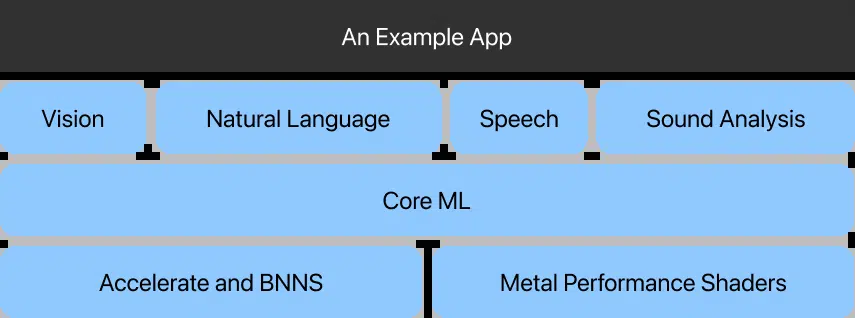 An Example App
Vision
Natural Language
Speech
Sound Analysis
Core ML
Accelerate and BNNS
Metal Performance Shaders